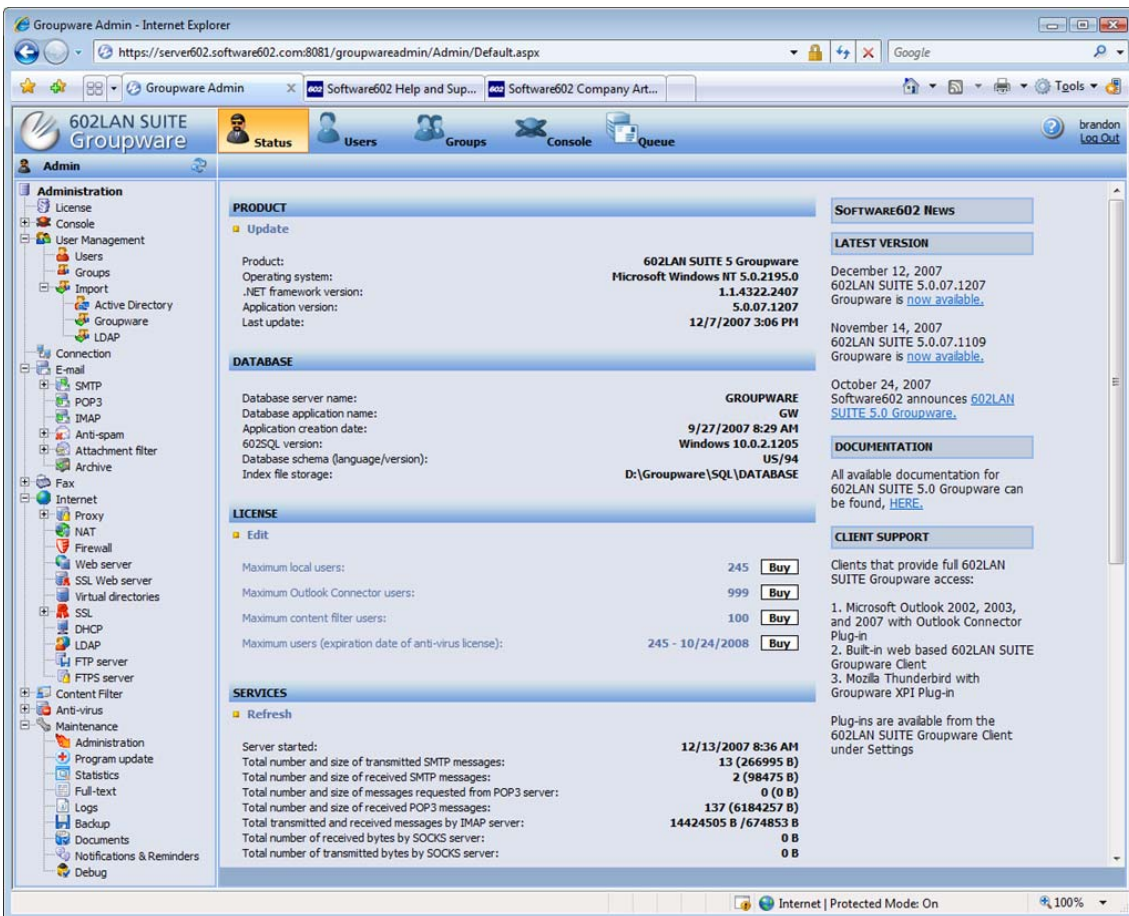 Groupware Admin - Internet Explorer
https://server602.software602.com:8081/groupwareadmin/Admin/Default.aspx
Google
Groupware Admin
602 Software602 Help and Sup...
602 Software602 Company Art...
Tools
602LAN SUITE
Groupware
Status
Users
Groups
Console
Queue
brandon
Log Out
Admin
Administration
License
Console
User Management
Users
Groups
Import
Active Directory
Groupware
LDAP
Connection
E-mail
SMTP
POP3
IMAP
Anti-spam
Attachment filter
Archive
Fax
Internet
Proxy
NAT
Firewall
Web server
SSL Web server
Virtual directories
SSL
DHCP
LDAP
FTP server
FTPS server
Content Filter
Anti-virus
Maintenance
Administration
Program update
Statistics
Full-text
Logs
Backup
Documents
Notifications & Reminders
Debug
PRODUCT
Update
Product: 602LAN SUITE 5 Groupware
Operating system: Microsoft Windows NT 5.0.2195.0
.NET framework version: 1.1.4322.2407
Application version: 5.0.07.1207
Last update: 12/7/2007 3:06 PM
DATABASE
Database server name: GROUPWARE
Database application name: GW
Application creation date: 9/27/2007 8:29 AM
602SQL version: Windows 10.0.2.1205
Database schema (language/version): US/94
Index file storage: D:\Groupware\SQL\DATABASE
LICENSE
Edit
Maximum local users: 245 Buy
Maximum Outlook Connector users: 999 Buy
Maximum content filter users: 100 Buy
Maximum users (expiration date of anti-virus license): 245 - 10/24/2008 Buy
SERVICES
Refresh
Server started: 12/13/2007 8:36 AM
Total number and size of transmitted SMTP messages: 13 (266995 B)
Total number and size of received SMTP messages: 2 (98475 B)
Total number and size of messages requested from POP3 server: 0 (0 B)
Total number and size of received POP3 messages: 137 (6184257 B)
Total transmitted and received messages by IMAP server: 14424505 B /674853 B
Total number of received bytes by SOCKS server: 0 B
Total number of transmitted bytes by SOCKS server: 0 B
SOFTWARE602 NEWS
LATEST VERSION
December 12, 2007
602LAN SUITE 5.0.07.1207
Groupware is now available.
November 14, 2007
602LAN SUITE 5.0.07.1109
Groupware is now available.
October 24, 2007
Software602 announces 602LAN
SUITE 5.0 Groupware.
DOCUMENTATION
All available documentation for
602LAN SUITE 5.0 Groupware can
be found, HERE.
CLIENT SUPPORT
Clients that provide full 602LAN
SUITE Groupware access:
1. Microsoft Outlook 2002, 2003,
and 2007 with Outlook Connector
Plug-in
2. Built-in web based 602LAN SUITE
Groupware Client
3. Mozilla Thunderbird with
Groupware XPI Plug-in
Plug-ins are available from the
602LAN SUITE Groupware Client
under Settings
Internet | Protected Mode: On
100%